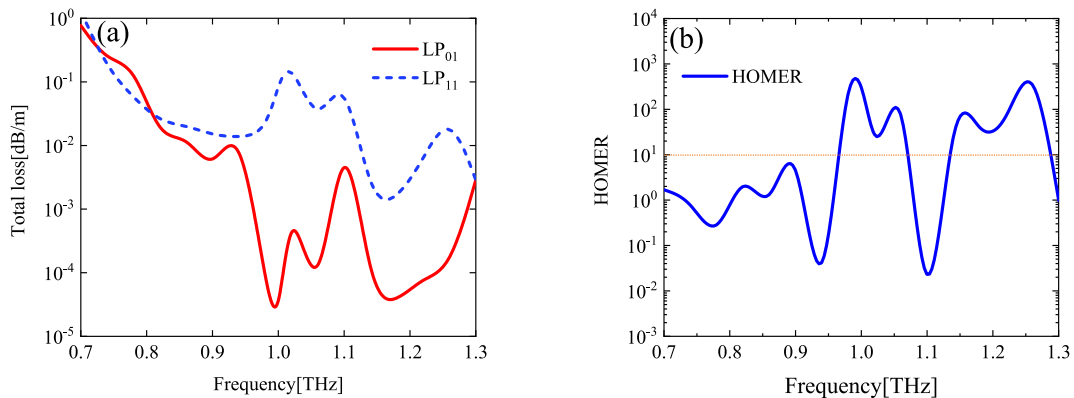 (a)
LP01
LP11
Total loss[dB/m]
10^0
10^-1
10^-2
10^-3
10^-4
10^-5
0.7 0.8 0.9 1.0 1.1 1.2 1.3
Frequency[THz]
(b)
HOMER
HOMER
10^4
10^3
10^2
10^1
10^0
10^-1
10^-2
10^-3
0.7 0.8 0.9 1.0 1.1 1.2 1.3
Frequency[THz]